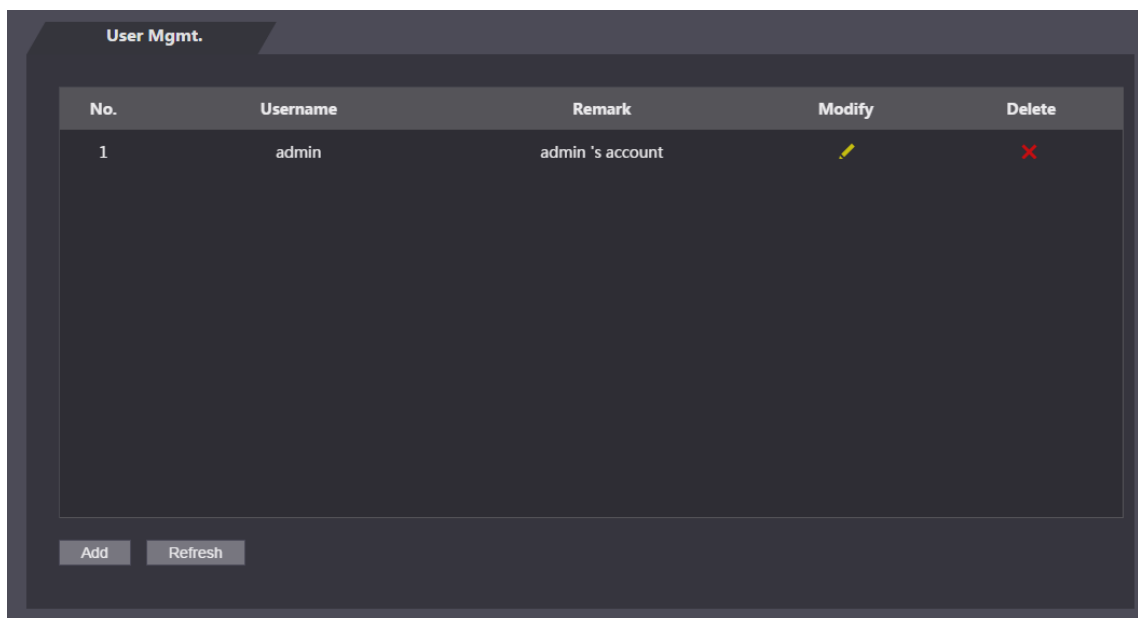 User Mgmt.
No. Username Remark Modify Delete
1 admin admin 's account
Add Refresh